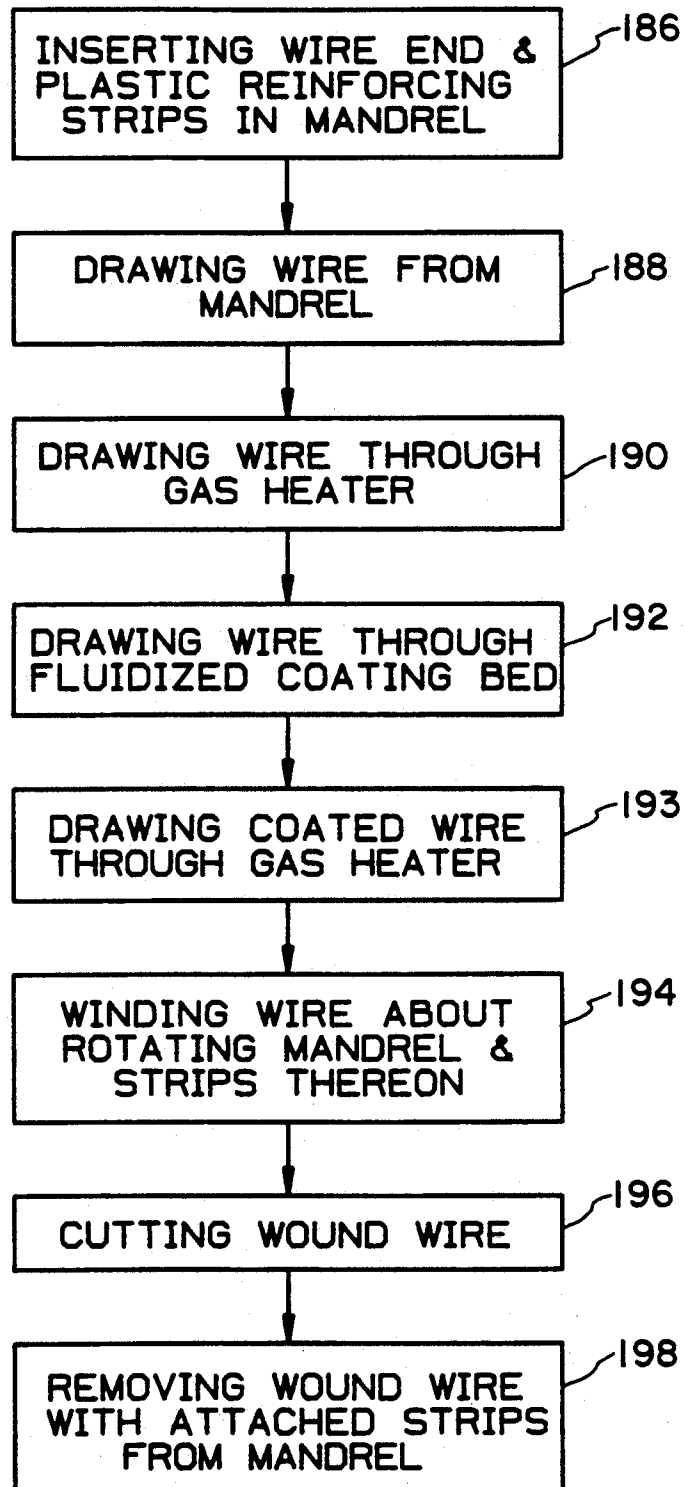 INSERTING WIRE END &
PLASTIC REINFORCING
STRIPS IN MANDREL
186
DRAWING WIRE FROM
MANDREL
188
DRAWING WIRE THROUGH
GAS HEATER
190
DRAWING WIRE THROUGH
FLUIDIZED COATING BED
192
DRAWING COATED WIRE
THROUGH GAS HEATER
193
WINDING WIRE ABOUT
ROTATING MANDREL &
STRIPS THEREON
194
CUTTING WOUND WIRE
196
REMOVING WOUND WIRE
WITH ATTACHED STRIPS
FROM MANDREL
198